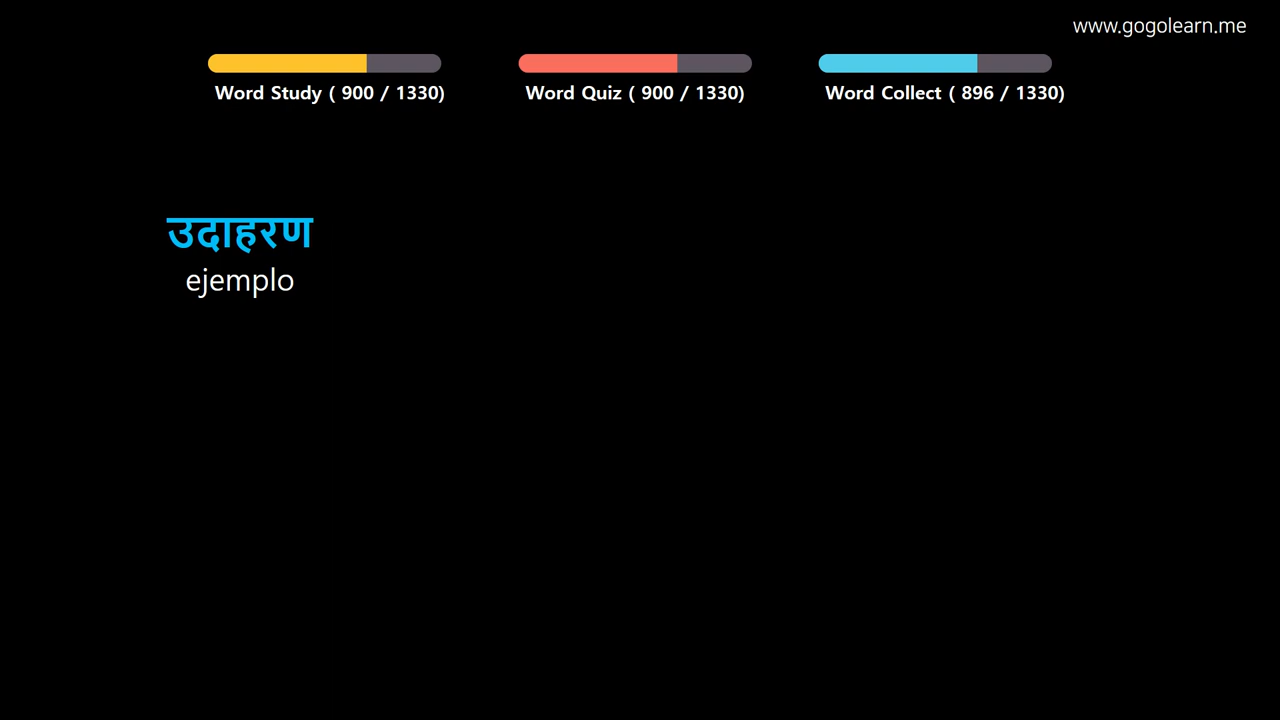 www.gogolearn.me
Word Study ( 900 / 1330)
Word Quiz ( 900 / 1330)
Word Collect ( 896 / 1330)
उदाहरण
ejemplo